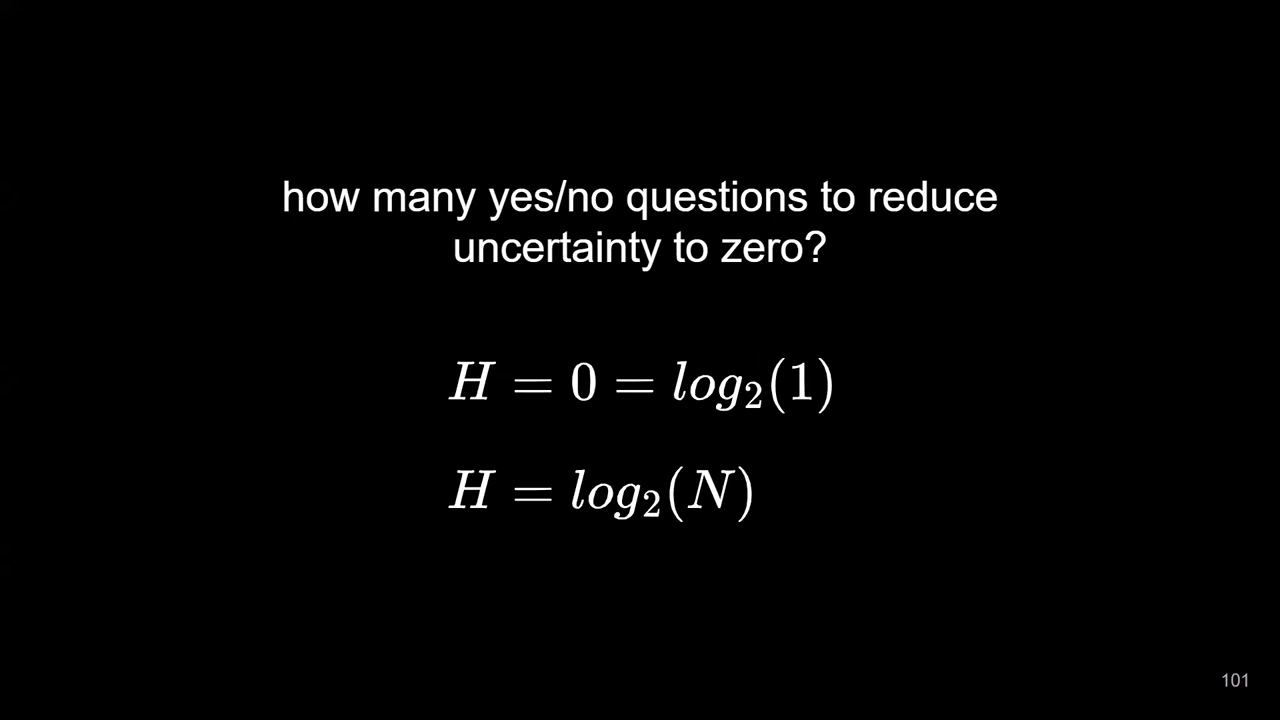 how many yes/no questions to reduce
uncertainty to zero?
H = 0 = log₂(1)
H = log₂(N)
101